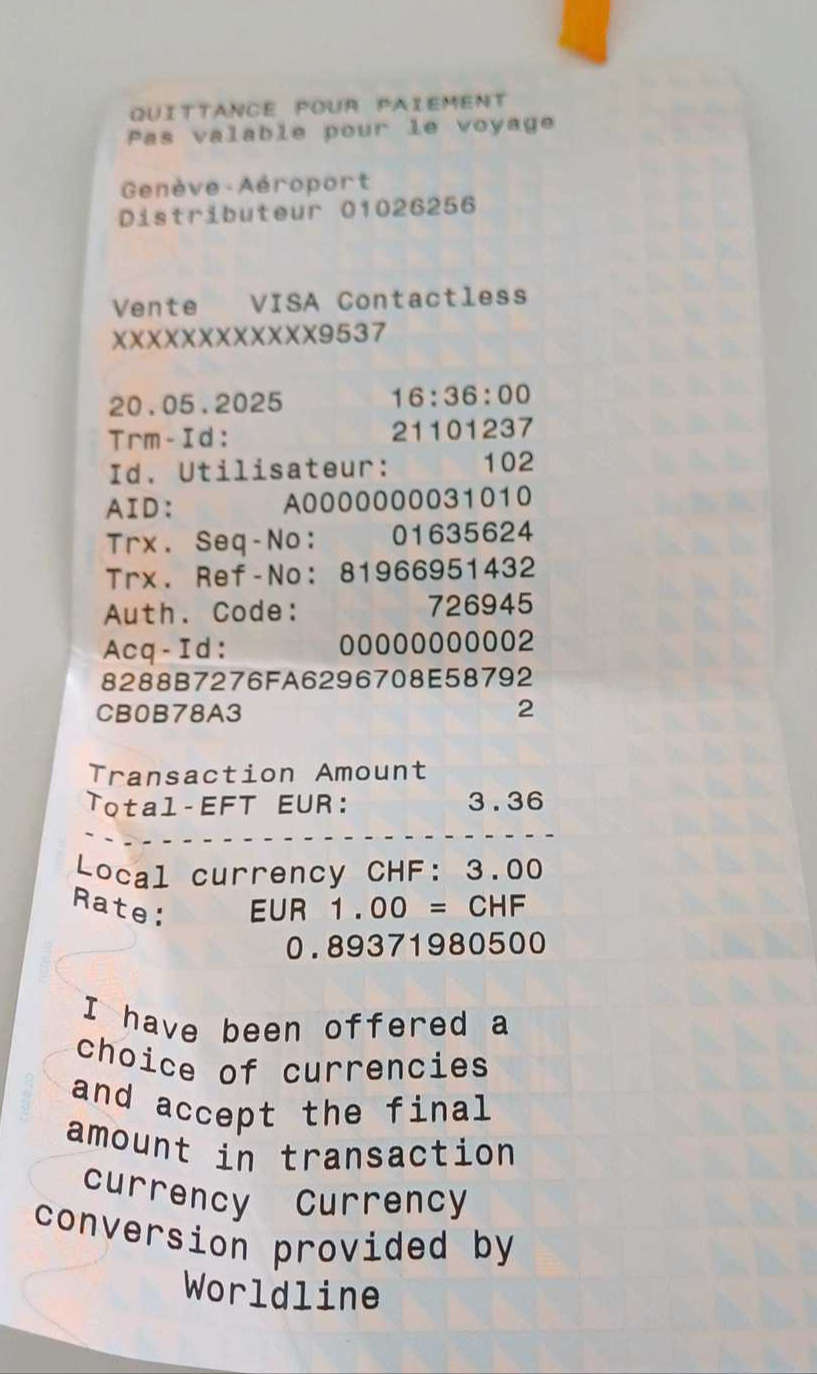 QUITTANCE POUR PAIEMENT
Pas valable pour le voyage
Genève-Aéroport
Distributeur 01026256
Vente VISA Contactless
XXXXXXXXXXXX9537
20.05.2025 16:36:00
Trm-Id: 21101237
Id. Utilisateur: 102
AID: A0000000031010
Trx. Seq-No: 01635624
Trx. Ref-No: 81966951432
Auth. Code: 726945
Acq-Id: 00000000002
8288B7276FA6296708E58792
CB0B78A3 2
Transaction Amount
Total-EFT EUR: 3.36
Local currency CHF: 3.00
Rate: EUR 1.00 = CHF
0.89371980500
I have been offered a
choice of currencies
and accept the final
amount in transaction
currency Currency
conversion provided by
Worldline